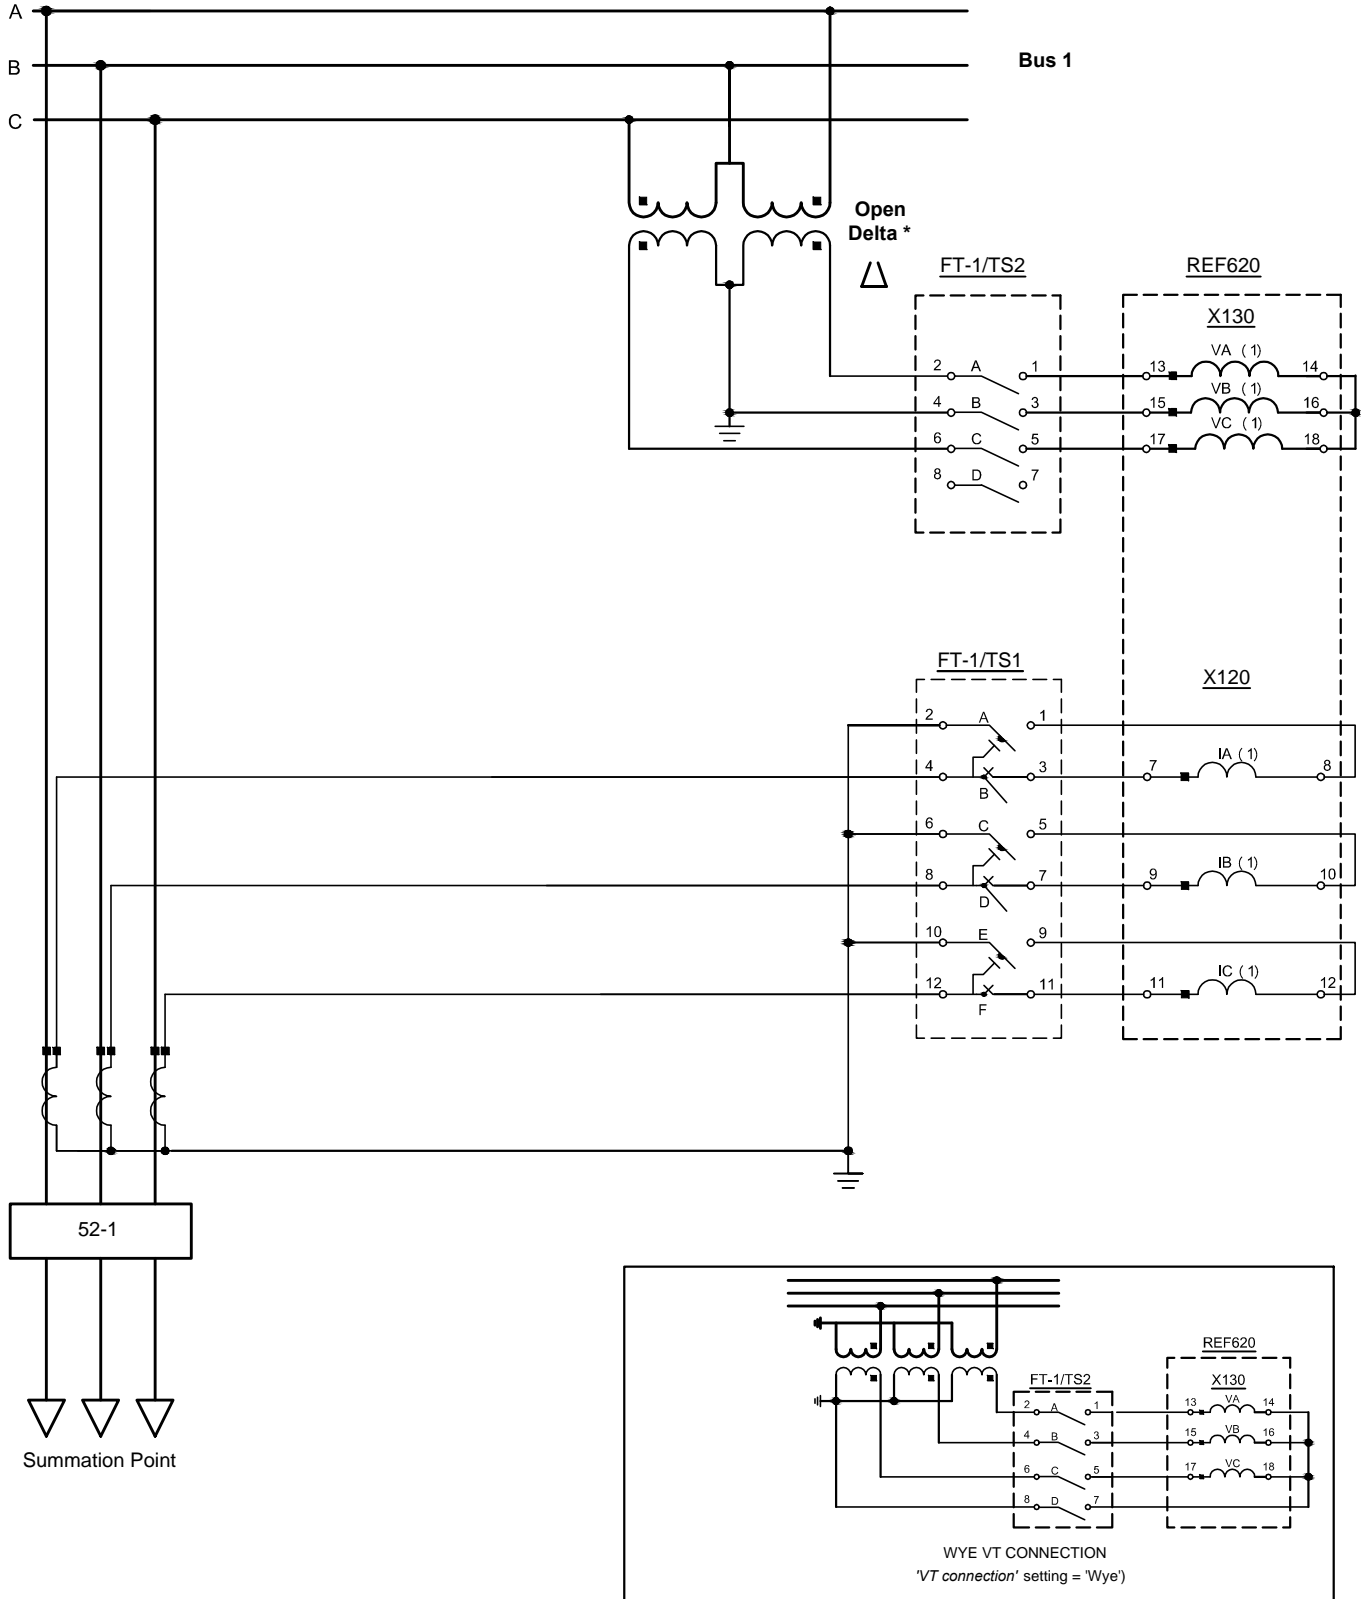 A
B
Bus 1
C
Open
Delta *
FT-1/TS2
REF620
X130
VA (1)
2 A 1 13 14
VB (1)
4 B 3 15 16
VC (1)
6 C 5 17 18
8 D 7
FT-1/TS1
X120
2 A 1
IA (1)
4 3 7 8
B
6 C 5
IB (1)
8 7 9 10
D
10 E 9
IC (1)
12 11 11 12
F
52-1
Summation Point
REF620
FT-1/TS2
X130
2 A 1 13 VA 14
4 B 3 15 VB 16
6 C 5 17 VC 18
8 D 7
WYE VT CONNECTION
'VT connection' setting = 'Wye')